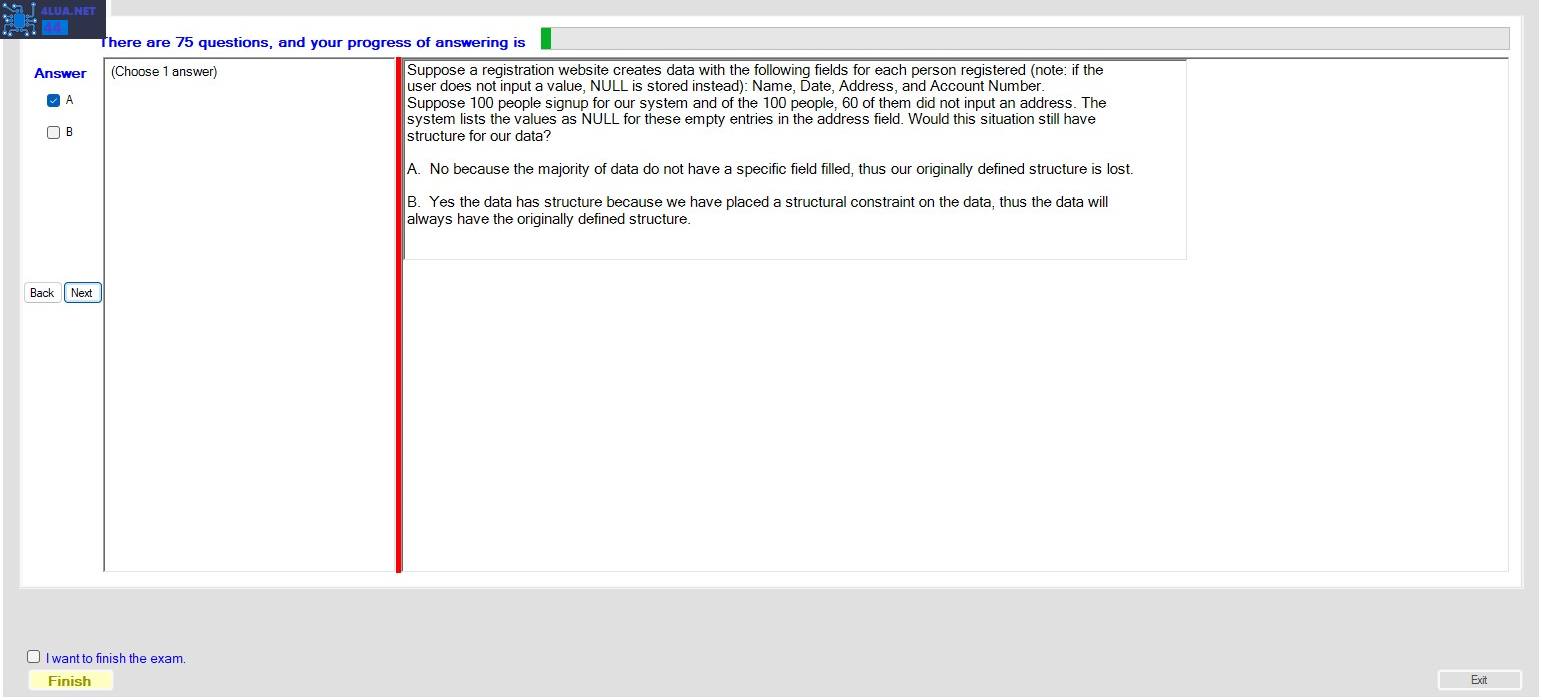 4LUA.NET
44
There are 75 questions, and your progress of answering is
Answer
(Choose 1 answer)
A
B
Back
Next
Suppose a registration website creates data with the following fields for each person registered (note: if the
user does not input a value, NULL is stored instead): Name, Date, Address, and Account Number.
Suppose 100 people signup for our system and of the 100 people, 60 of them did not input an address. The
system lists the values as NULL for these empty entries in the address field. Would this situation still have
structure for our data?
A. No because the majority of data do not have a specific field filled, thus our originally defined structure is lost.
B. Yes the data has structure because we have placed a structural constraint on the data, thus the data will
always have the originally defined structure.
I want to finish the exam.
Finish
Exit